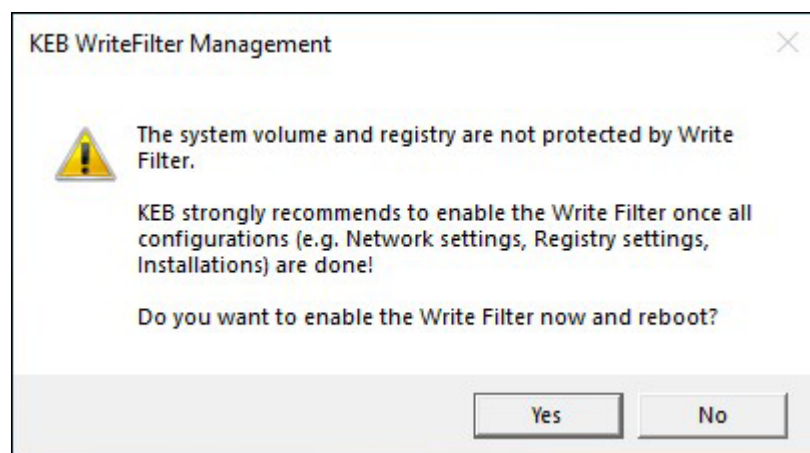 KEB WriteFilter Management
The system volume and registry are not protected by Write
Filter.
KEB strongly recommends to enable the Write Filter once all
configurations (e.g. Network settings, Registry settings,
Installations) are done!
Do you want to enable the Write Filter now and reboot?
Yes No